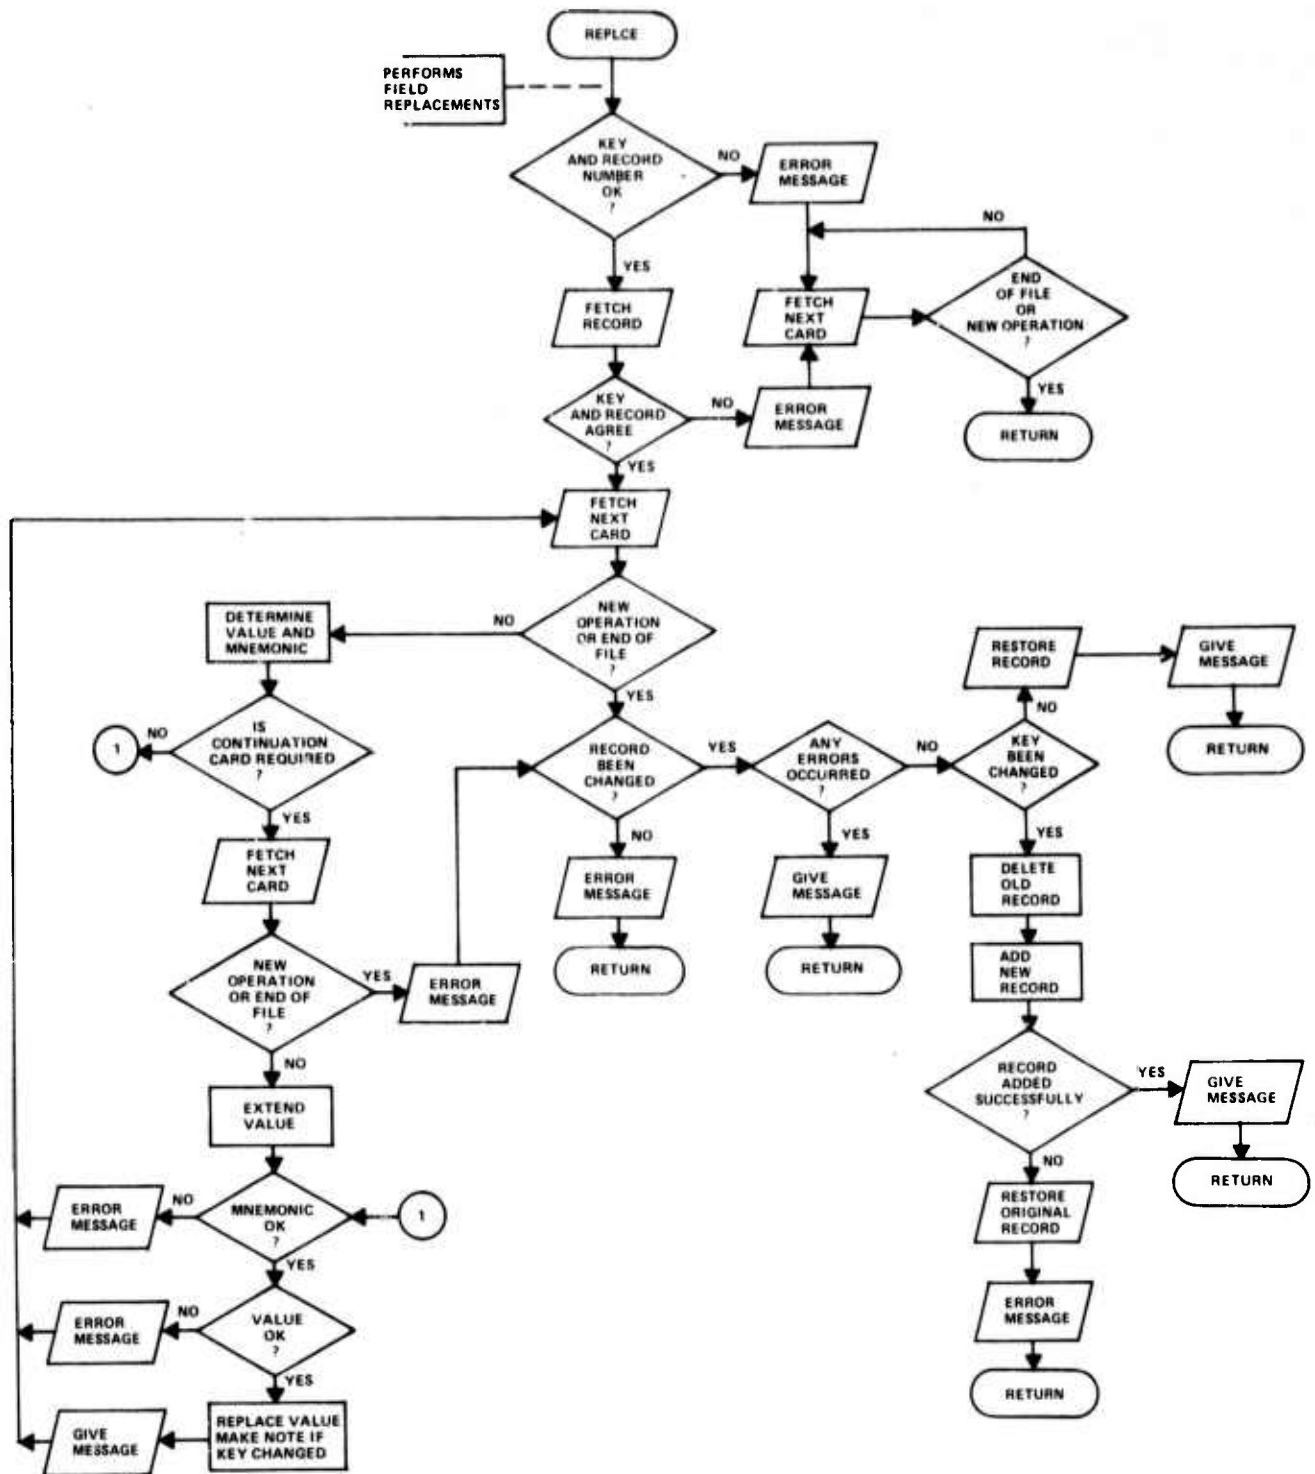 REPLCE
PERFORMS
FIELD
REPLACEMENTS
KEY
AND RECORD
NUMBER
OK
?
NO
ERROR
MESSAGE
YES
NO
FETCH
RECORD
FETCH
NEXT
CARD
END
OF FILE
OR
NEW OPERATION
?
YES
RETURN
KEY
AND RECORD
AGREE
?
NO
ERROR
MESSAGE
YES
FETCH
NEXT
CARD
NEW
OPERATION
OR END OF
FILE
?
NO
DETERMINE
VALUE AND
MNEMONIC
YES
IS
CONTINUATION
CARD REQUIRED
?
NO
1
YES
FETCH
NEXT
CARD
NEW
OPERATION
OR END OF
FILE
?
YES
ERROR
MESSAGE
NO
EXTEND
VALUE
MNEMONIC
OK
?
1
NO
ERROR
MESSAGE
YES
VALUE
OK
?
NO
ERROR
MESSAGE
YES
REPLACE VALUE
MAKE NOTE IF
KEY CHANGED
GIVE
MESSAGE
RECORD
BEEN
CHANGED
?
YES
NO
ERROR
MESSAGE
RETURN
ANY
ERRORS
OCCURRED
?
NO
YES
GIVE
MESSAGE
RETURN
KEY
BEEN
CHANGED
?
NO
RESTORE
RECORD
GIVE
MESSAGE
RETURN
YES
DELETE
OLD
RECORD
ADD
NEW
RECORD
RECORD
ADDED
SUCCESSFULLY
?
YES
GIVE
MESSAGE
RETURN
NO
RESTORE
ORIGINAL
RECORD
ERROR
MESSAGE
RETURN